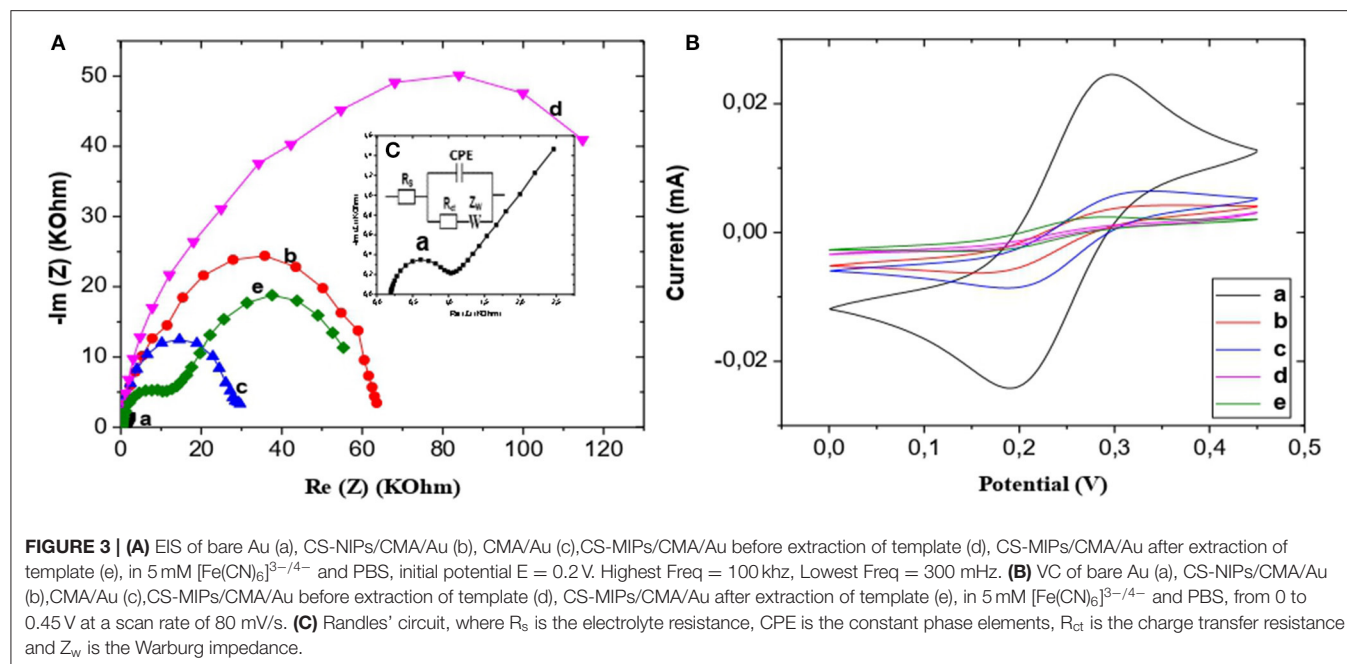 A
50
40
30
20
10
0
0 20 40 60 80 100 120
-Im (Z) (KOhm)
Re (Z) (KOhm)
d
b
e
c
a
C
CPE
Rs
Rct
Zw
a
B
0,02
0,00
-0,02
0,0 0,1 0,2 0,3 0,4 0,5
Current (mA)
Potential (V)
a
b
c
d
e
FIGURE 3 | (A) EIS of bare Au (a), CS-NIPs/CMA/Au (b), CMA/Au (c),CS-MIPs/CMA/Au before extraction of template (d), CS-MIPs/CMA/Au after extraction of
template (e), in 5 mM [Fe(CN)6]3−/4− and PBS, initial potential E = 0.2 V. Highest Freq = 100 khz, Lowest Freq = 300 mHz. (B) VC of bare Au (a), CS-NIPs/CMA/Au
(b),CMA/Au (c),CS-MIPs/CMA/Au before extraction of template (d), CS-MIPs/CMA/Au after extraction of template (e), in 5 mM [Fe(CN)6]3−/4− and PBS, from 0 to
0.45 V at a scan rate of 80 mV/s. (C) Randles' circuit, where Rs is the electrolyte resistance, CPE is the constant phase elements, Rct is the charge transfer resistance
and Zw is the Warburg impedance.